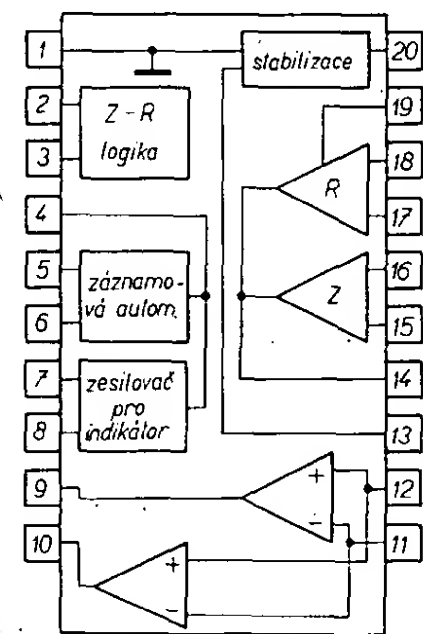 1
2
3
4
5
6
7
8
9
10
20
19
18
17
16
15
14
13
12
11
stabilizace
Z-R
logika
R
Z
záznamo-
vá autom.
zesilovač
pro
indikátor
+
-
+
-